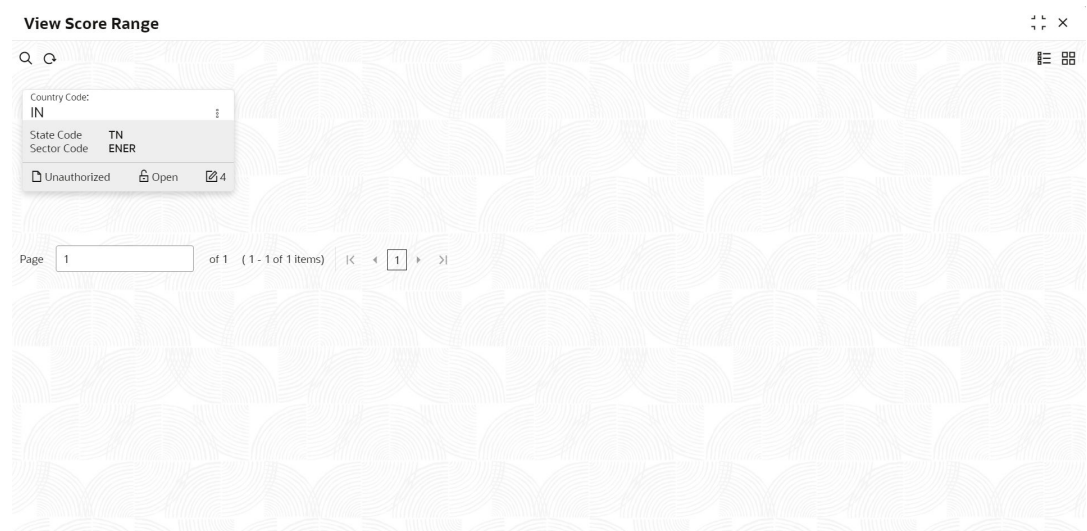 View Score Range
Country Code:
IN
State Code TN
Sector Code ENER
Unauthorized Open 4
Page 1 of 1 ( 1 - 1 of 1 items) 1